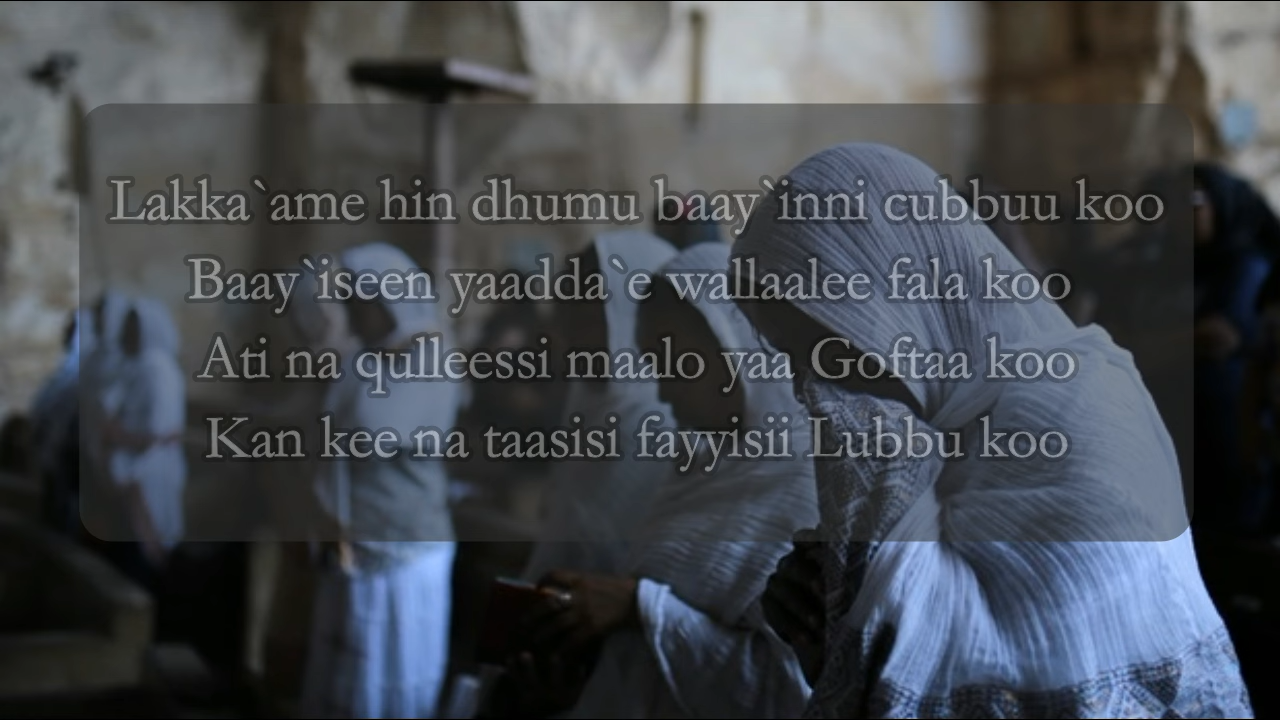 Lakka`ame hin dhumu baay`inni cubbuu koo
Baay`iseen yaadda`e wallaalee fala koo
Ati na qulleessi maalo yaa Goftaa koo
Kan kee na taasisi fayyisii Lubbu koo